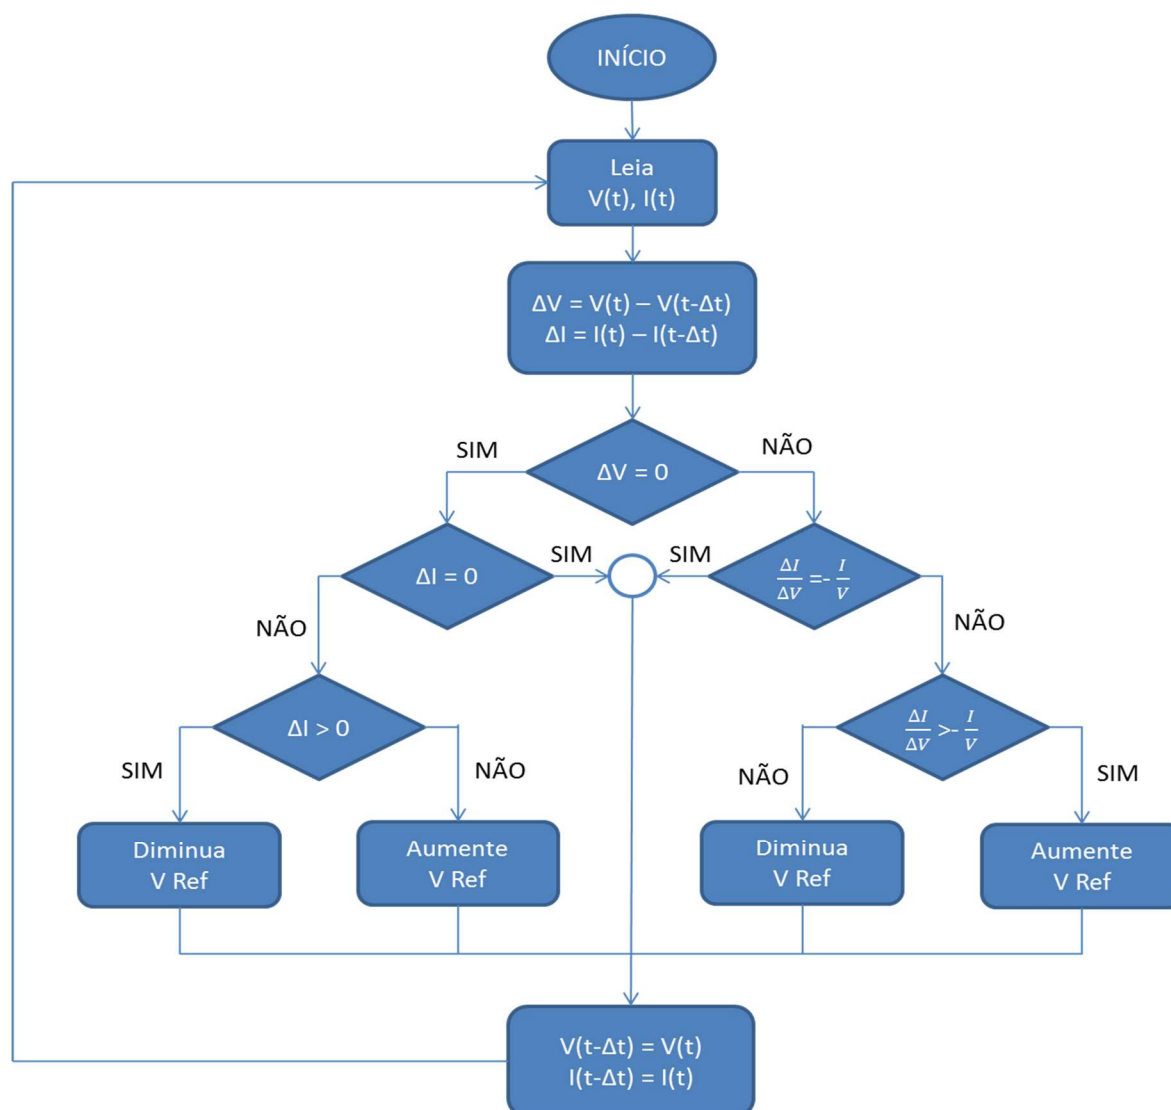 INÍCIO
Leia
V(t), I(t)
ΔV = V(t) – V(t-Δt)
ΔI = I(t) – I(t-Δt)
SIM
NÃO
ΔV = 0
SIM
SIM
ΔI = 0
ΔI/ΔV =- I/V
NÃO
NÃO
ΔI > 0
ΔI/ΔV >- I/V
SIM
NÃO
NÃO
SIM
Diminua
V Ref
Aumente
V Ref
Diminua
V Ref
Aumente
V Ref
V(t-Δt) = V(t)
I(t-Δt) = I(t)